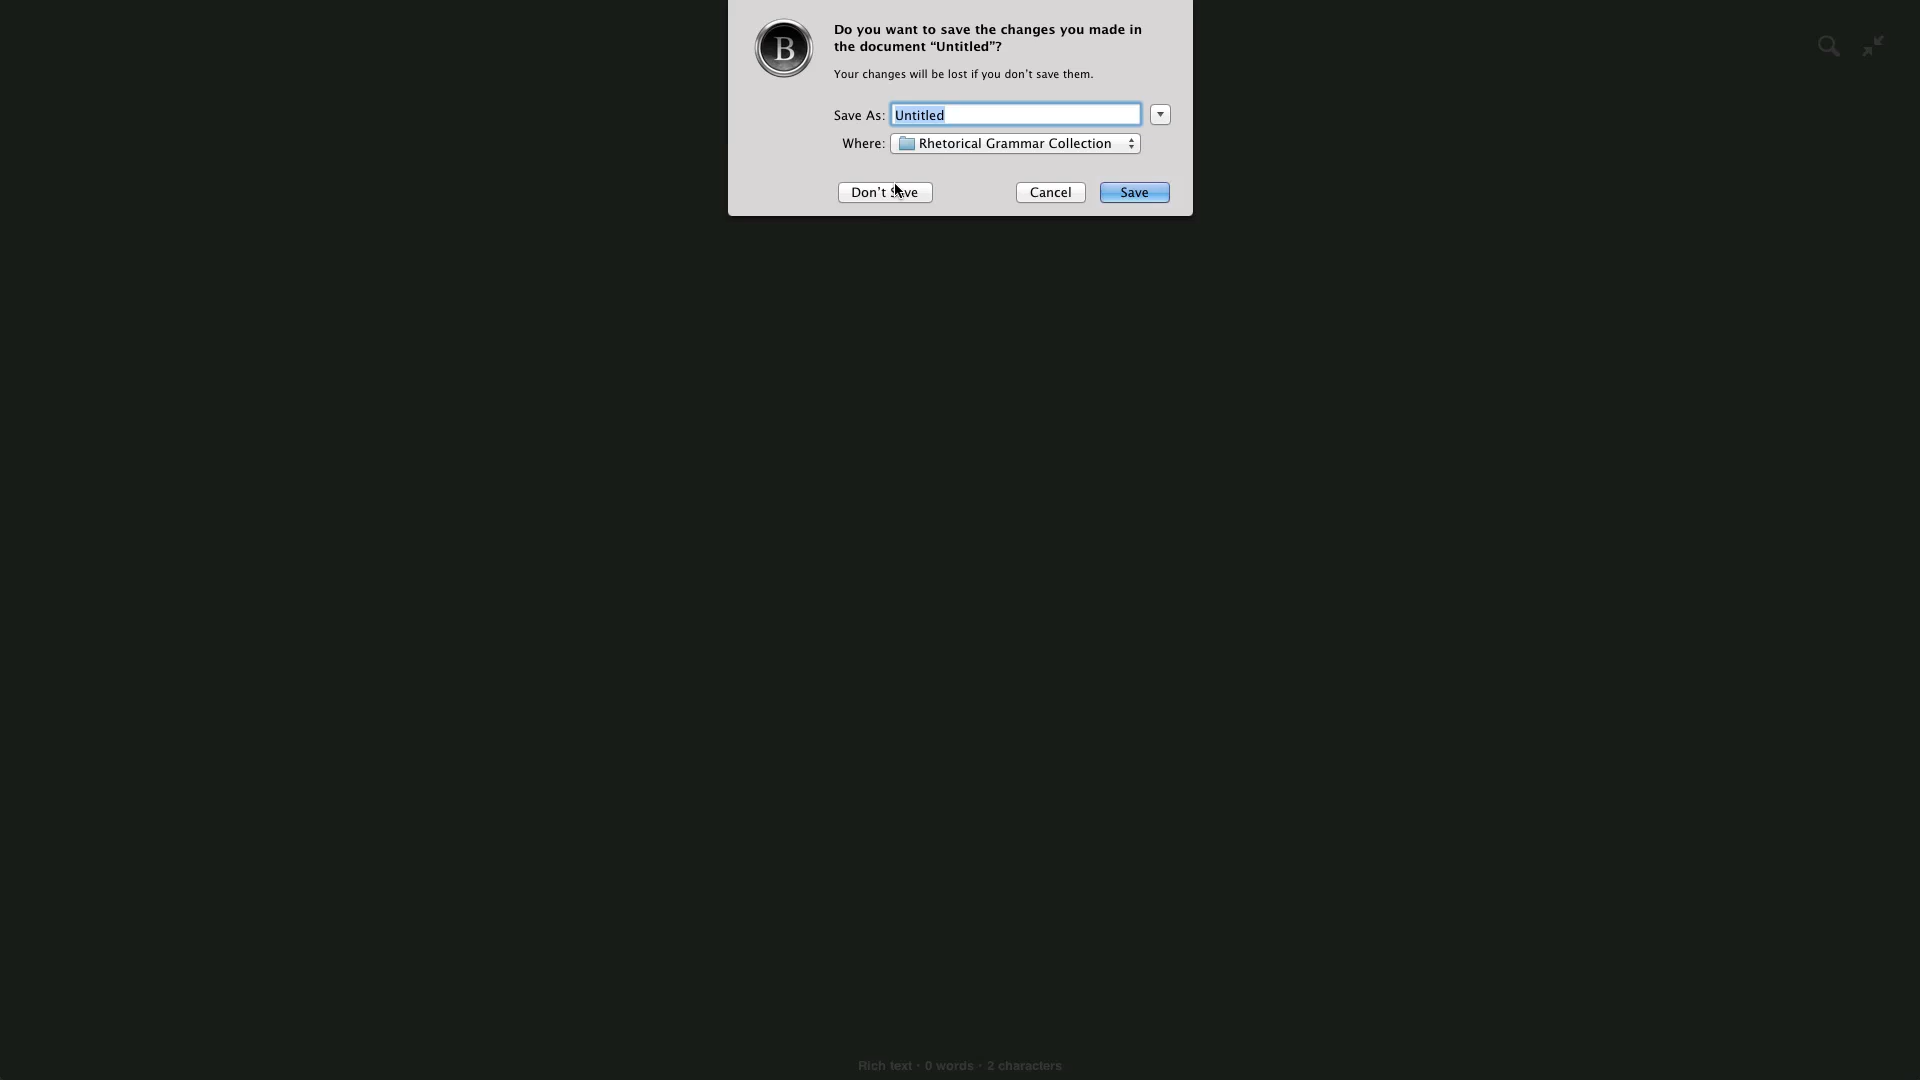 B
Do you want to save the changes you made in
the document “Untitled”?
Your changes will be lost if you don’t save them.
Save As: Untitled
Where: Rhetorical Grammar Collection
Don’t Save Cancel Save
Rich text · 0 words · 2 characters